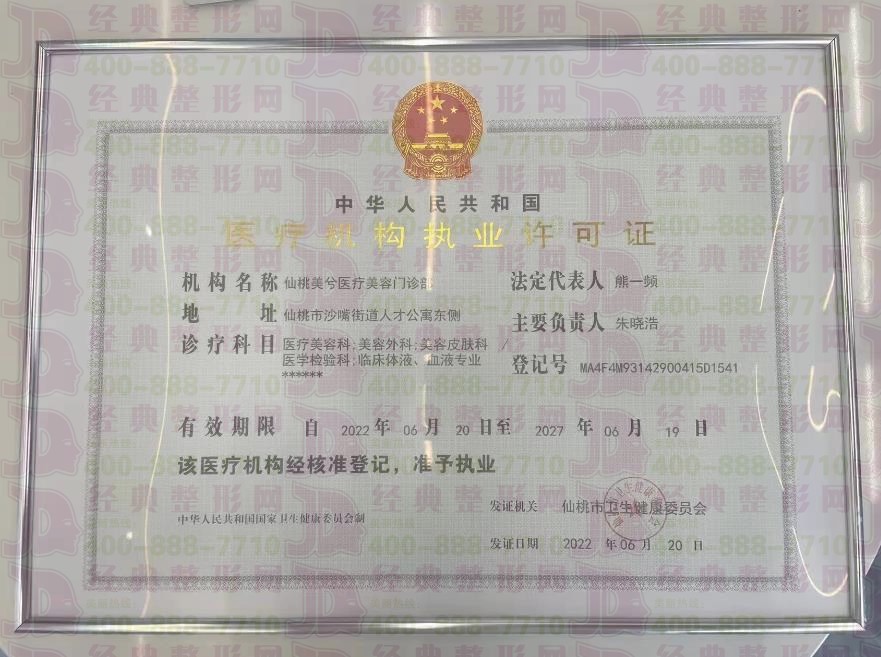 中华人民共和国
医疗机构执业许可证
机构名称 仙桃美兮医疗美容门诊部
法定代表人 熊一频
地 址 仙桃市沙嘴街道人才公寓东侧
主要负责人 朱晓浩
诊疗科目 医疗美容科;美容外科;美容皮肤科 /
医学检验科;临床体液、血液专业
******
登记号 MA4F4M93142900415D1541
有效期限 自 2022 年 06 月 20 日至 2027 年 06 月 19 日
该医疗机构经核准登记，准予执业
发证机关 仙桃市卫生健康委员会
中华人民共和国国家卫生健康委员会制
发证日期 2022 年 06 月 20 日
经典整形网
400-888-7710